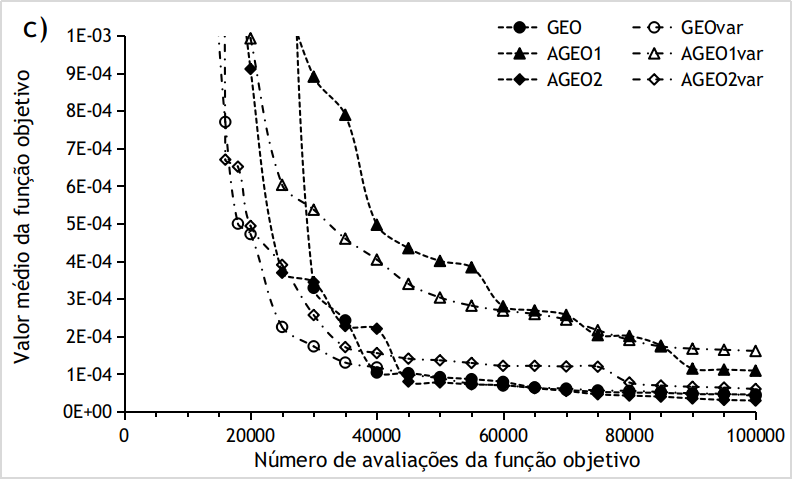 c)
GEO
GEOvar
AGEO1
AGEO1var
AGEO2
AGEO2var
Valor médio da função objetivo
1E-03
9E-04
8E-04
7E-04
6E-04
5E-04
4E-04
3E-04
2E-04
1E-04
0E+00
0 20000 40000 60000 80000 100000
Número de avaliações da função objetivo